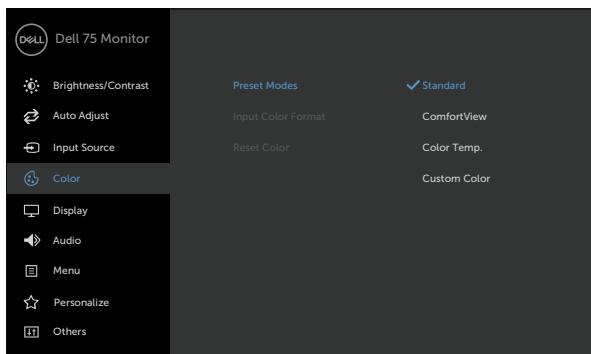 DELL Dell 75 Monitor
Brightness/Contrast
Auto Adjust
Input Source
Color
Display
Audio
Menu
Personalize
Others
Preset Modes
Input Color Format
Reset Color
Standard
ComfortView
Color Temp.
Custom Color